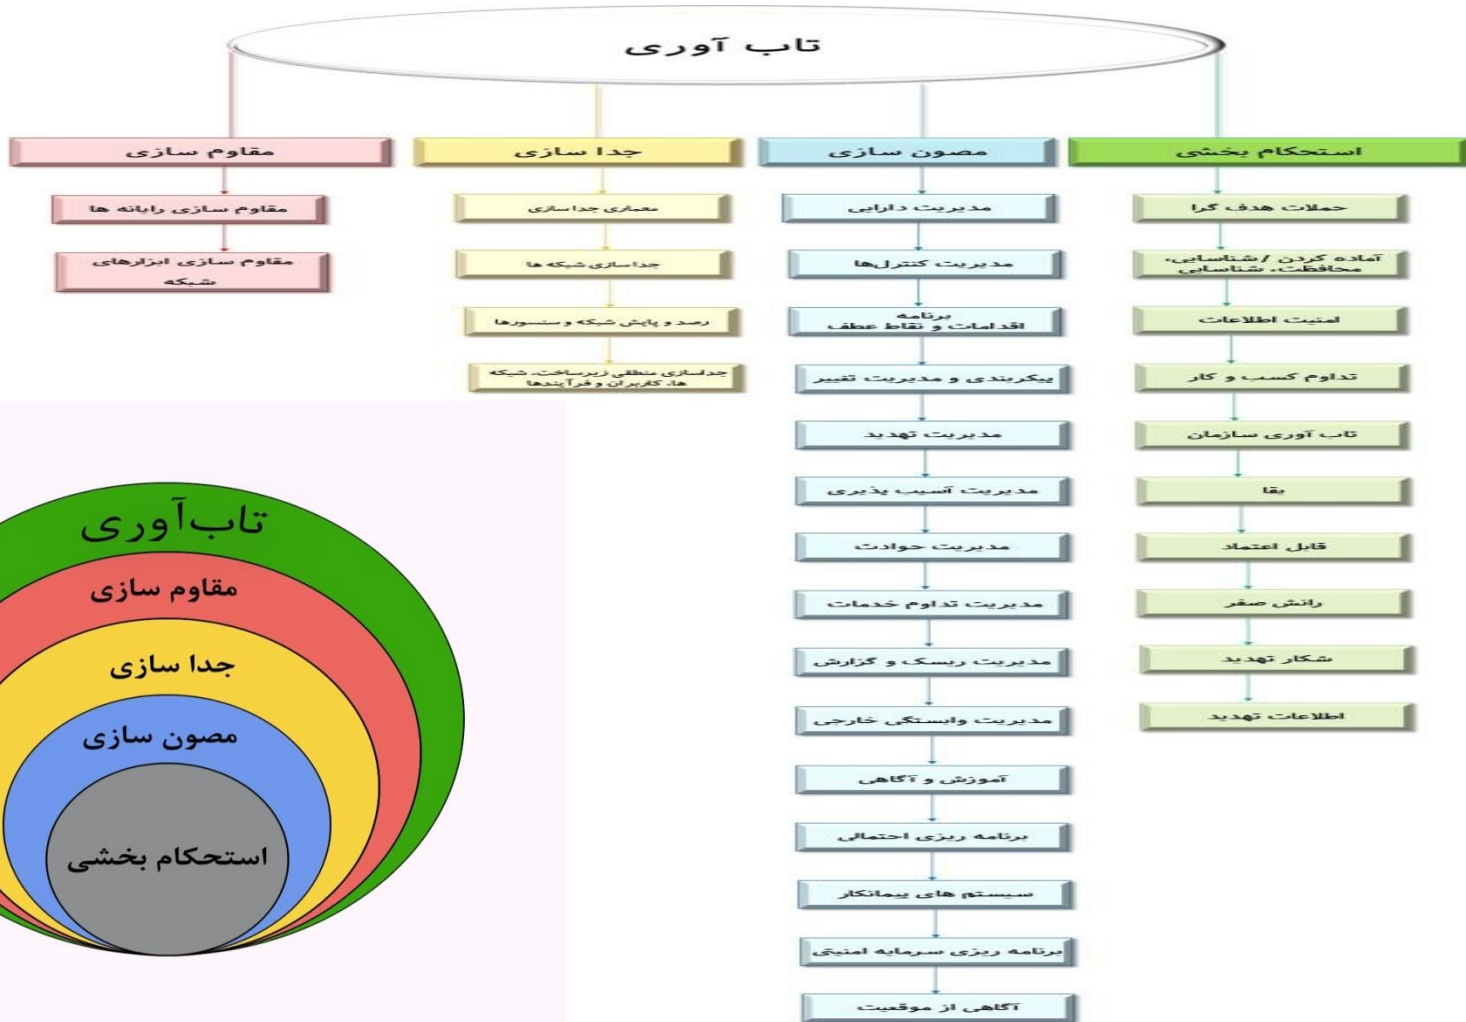 تاب آوری
استحکام بخشی
حملات هدف گرا
آماده کردن / شناسایی،
محافظت، شناسایی
امنیت اطلاعات
تداوم کسب و کار
تاب آوری سازمان
بقا
قابل اعتماد
رانش صفر
شکار تهدید
اطلاعات تهدید
مصون سازی
مدیریت دارایی
مدیریت کنترل‌ها
برنامه
اقدامات و نقاط عطف
پیکربندی و مدیریت تغییر
مدیریت تهدید
مدیریت آسیب پذیری
مدیریت حوادث
مدیریت تداوم خدمات
مدیریت ریسک و گزارش
مدیریت وابستگی خارجی
آموزش و آگاهی
برنامه ریزی احتمالی
سیستم های پیمانکار
برنامه ریزی سرمایه امنیتی
آگاهی از موقعیت
جدا سازی
معماری جداسازی
جداسازی شبکه ها
رصد و پایش شبکه و سنسورها
جداسازی منطقی زیرساخت، شبکه
ها، کاربران و فرآیندها
مقاوم سازی
مقاوم سازی رایانه ها
مقاوم سازی ابزارهای
شبکه
تاب‌آوری
مقاوم سازی
جدا سازی
مصون سازی
استحکام بخشی